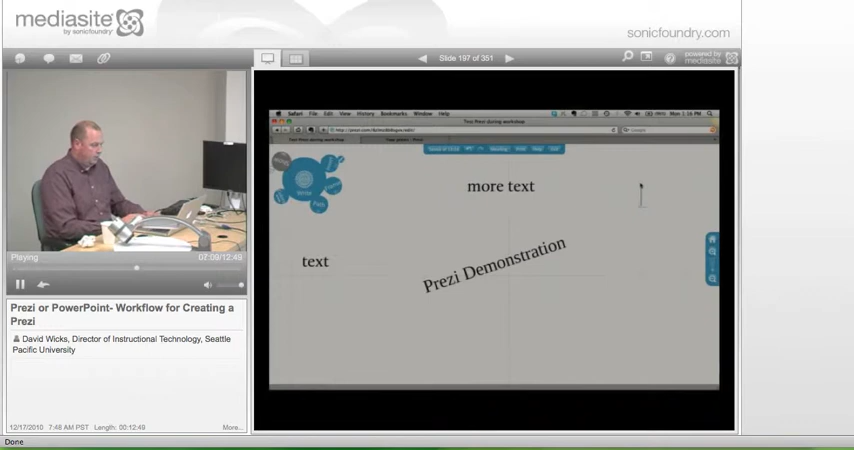 mediasite
by sonicfoundry
sonicfoundry.com
Slide 197 of 351
powered by
mediasite
Safari File Edit View History Bookmarks Window Help
more text
text
Prezi Demonstration
Playing
07:09/12:49
Prezi or PowerPoint- Workflow for Creating a
Prezi
David Wicks, Director of Instructional Technology, Seattle
Pacific University
12/17/2010 7:48 AM PST Length: 00:12:49 More...
Done